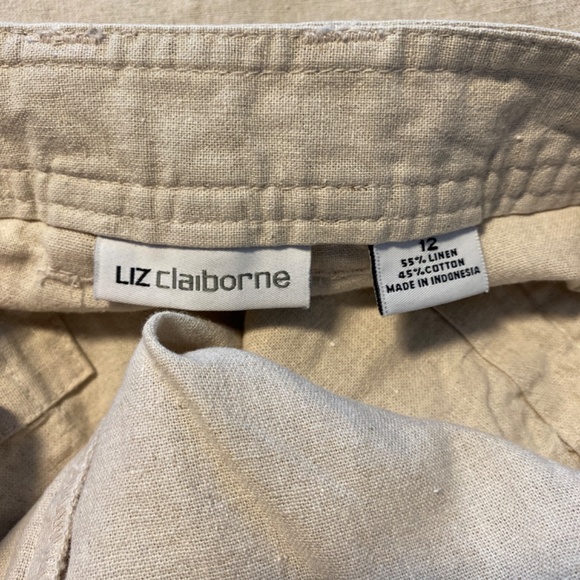 LIZ claiborne
12
55% LINEN
45% COTTON
MADE IN INDONESIA